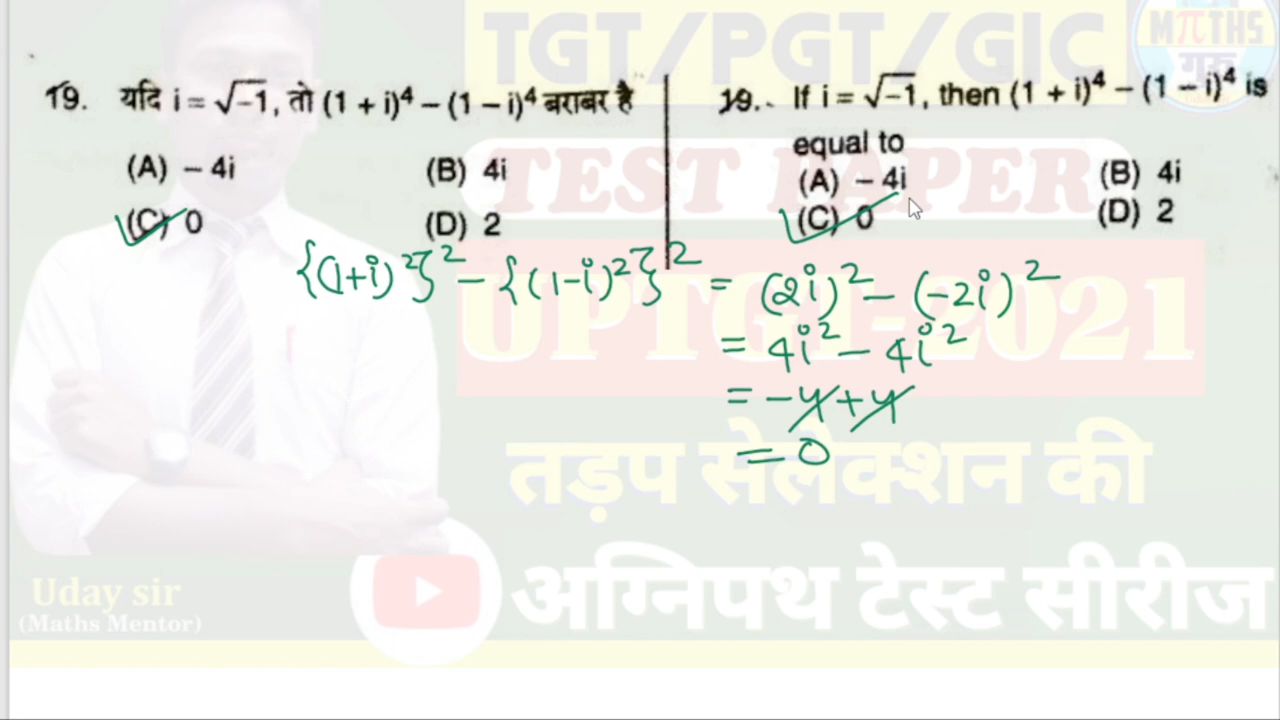 TGT/PGT/GIC
MπTHS
गुरु
19. यदि i = √-1, तो (1 + i)⁴ – (1 – i)⁴ बराबर है
(A) – 4i (B) 4i
(C) 0 (D) 2
19. If i = √-1, then (1 + i)⁴ – (1 – i)⁴ is
equal to
(A) – 4i (B) 4i
(C) 0 (D) 2
TEST PAPER
{(1+i)²}² – {(1-i)²}² = (2i)² – (-2i)²
= 4i² – 4i²
= -4+4
= 0
UPTGT-2021
तड़प सेलेक्शन की
Uday sir
(Maths Mentor)
अग्निपथ टेस्ट सीरीज